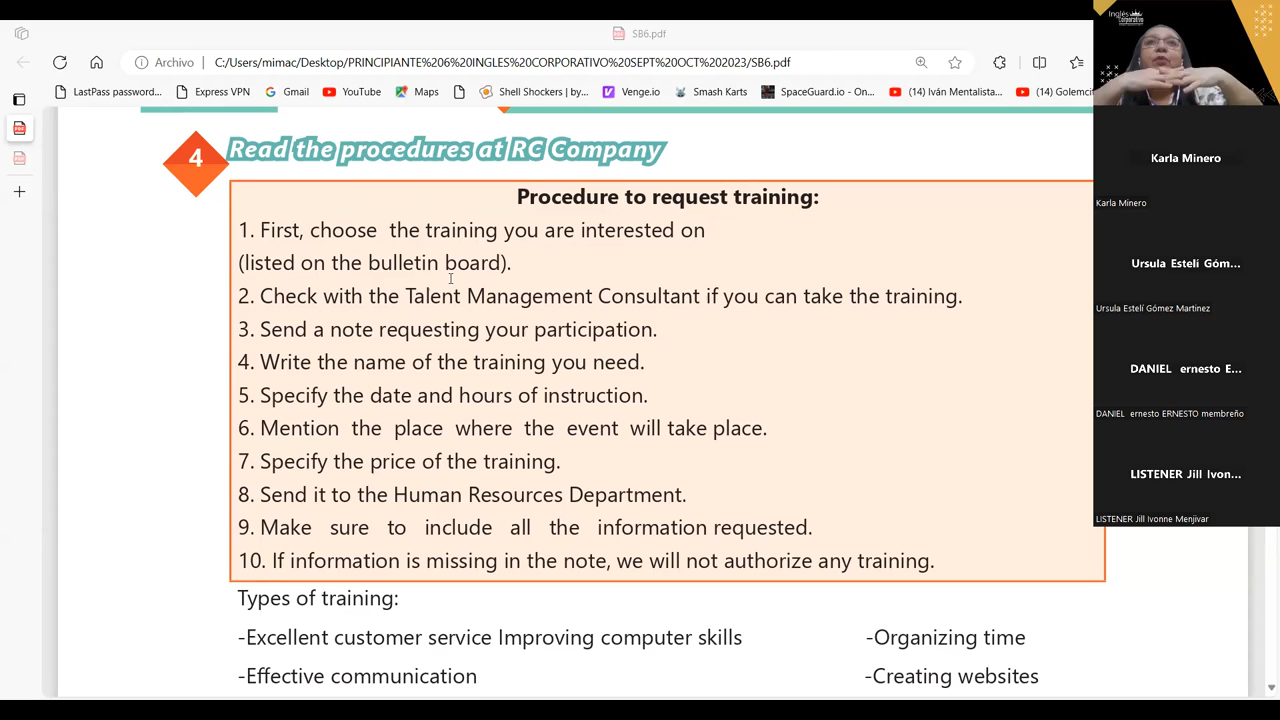 SB6.pdf
Archivo C:/Users/mimac/Desktop/PRINCIPIANTE%206%20INGLES%20CORPORATIVO%20SEPT%20OCT%202023/SB6.pdf
LastPass password... Express VPN Gmail YouTube Maps Shell Shockers | by... Venge.io Smash Karts SpaceGuard.io - On... (14) Iván Mentalista... (14) Golemcit
4 Read the procedures at RC Company
Procedure to request training:
1. First, choose the training you are interested on
(listed on the bulletin board).
2. Check with the Talent Management Consultant if you can take the training.
3. Send a note requesting your participation.
4. Write the name of the training you need.
5. Specify the date and hours of instruction.
6. Mention the place where the event will take place.
7. Specify the price of the training.
8. Send it to the Human Resources Department.
9. Make sure to include all the information requested.
10. If information is missing in the note, we will not authorize any training.
Types of training:
-Excellent customer service Improving computer skills -Organizing time
-Effective communication -Creating websites
Inglés
Corporativo
Karla Minero
Karla Minero
Ursula Estelí Góm...
Ursula Estelí Gómez Martinez
DANIEL ernesto E...
DANIEL ernesto ERNESTO membreño
LISTENER Jill Ivon...
LISTENER Jill Ivonne Menjivar